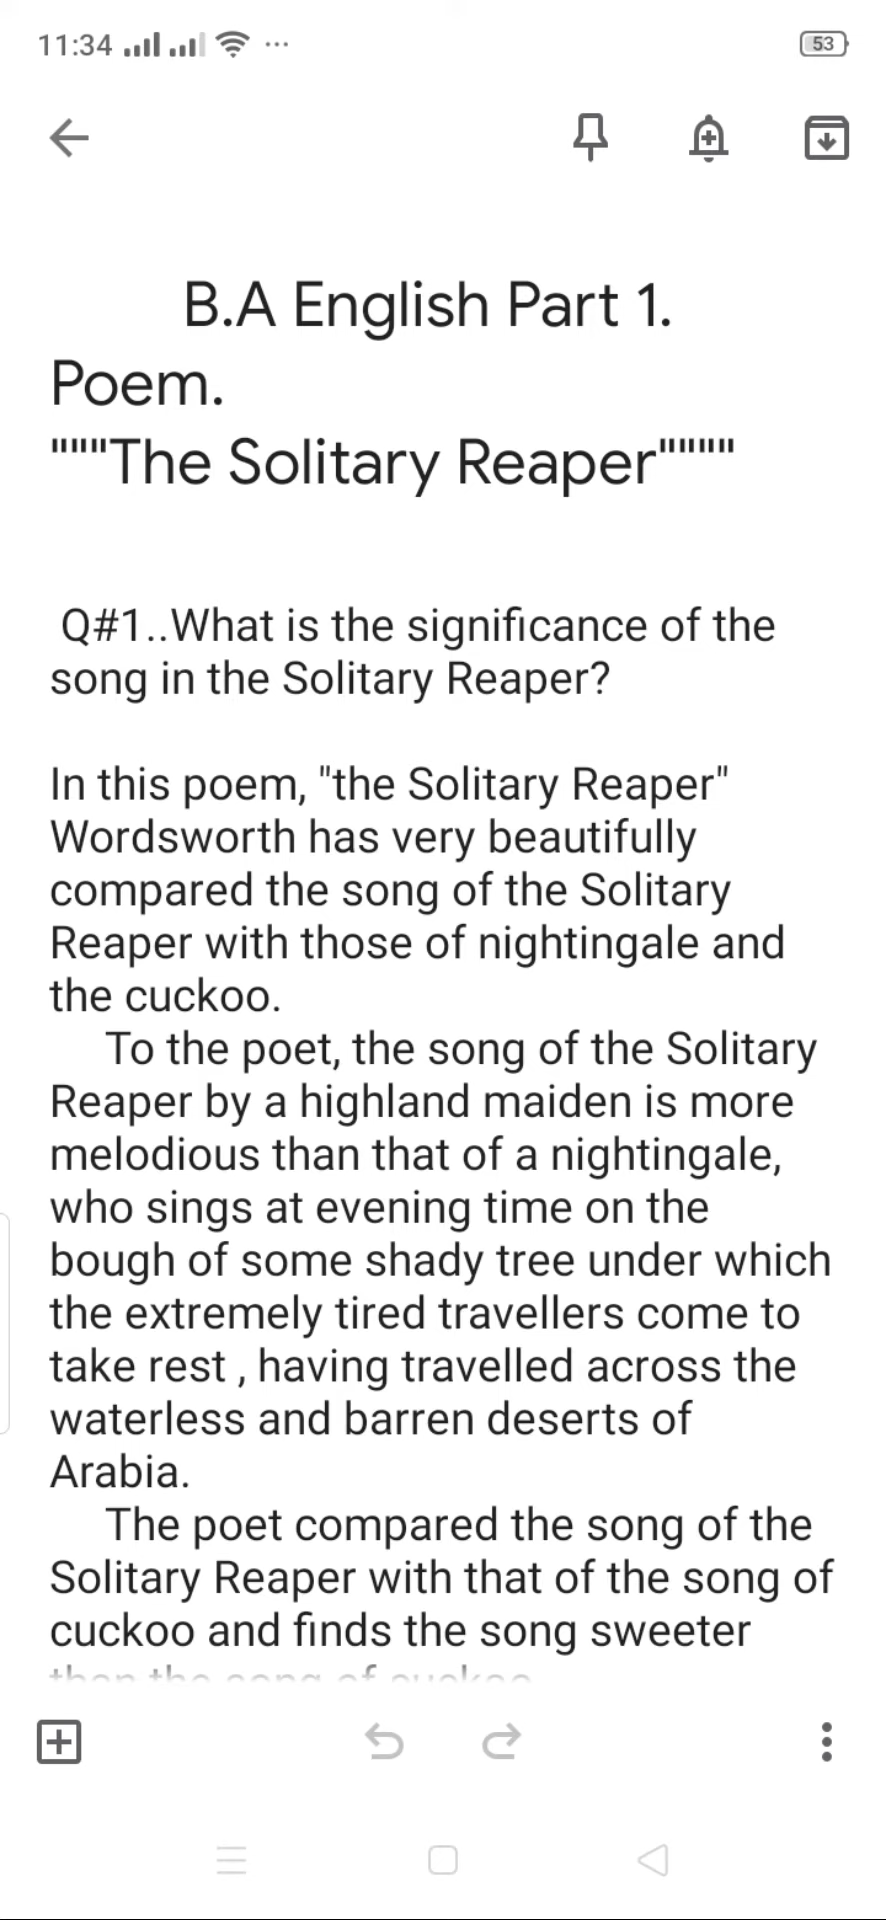 11:34
53
B.A English Part 1.
Poem.
""""The Solitary Reaper"""""
Q#1..What is the significance of the
song in the Solitary Reaper?
In this poem, "the Solitary Reaper"
Wordsworth has very beautifully
compared the song of the Solitary
Reaper with those of nightingale and
the cuckoo.
To the poet, the song of the Solitary
Reaper by a highland maiden is more
melodious than that of a nightingale,
who sings at evening time on the
bough of some shady tree under which
the extremely tired travellers come to
take rest , having travelled across the
waterless and barren deserts of
Arabia.
The poet compared the song of the
Solitary Reaper with that of the song of
cuckoo and finds the song sweeter
than the song of cuckoo